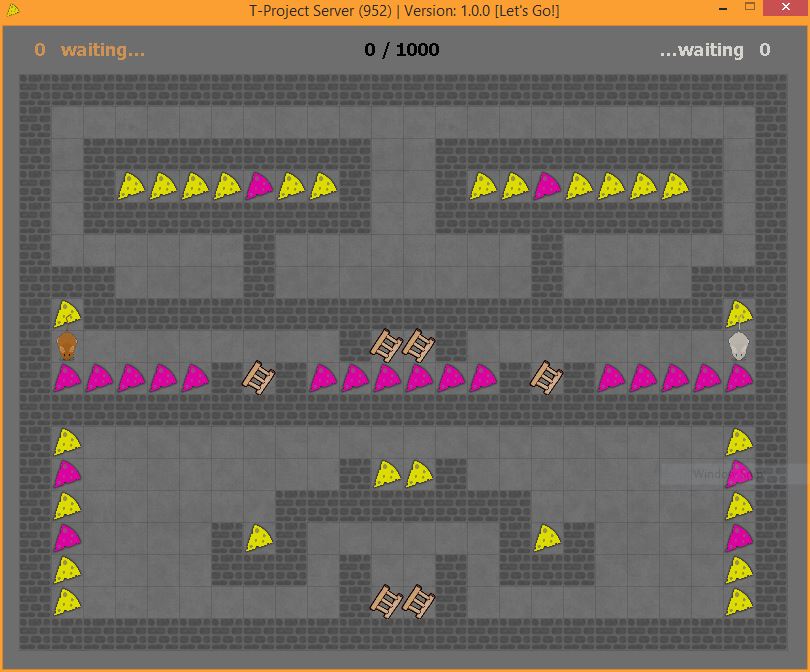 T-Project Server (952) | Version: 1.0.0 [Let's Go!]
0 waiting... 0 / 1000 ...waiting 0